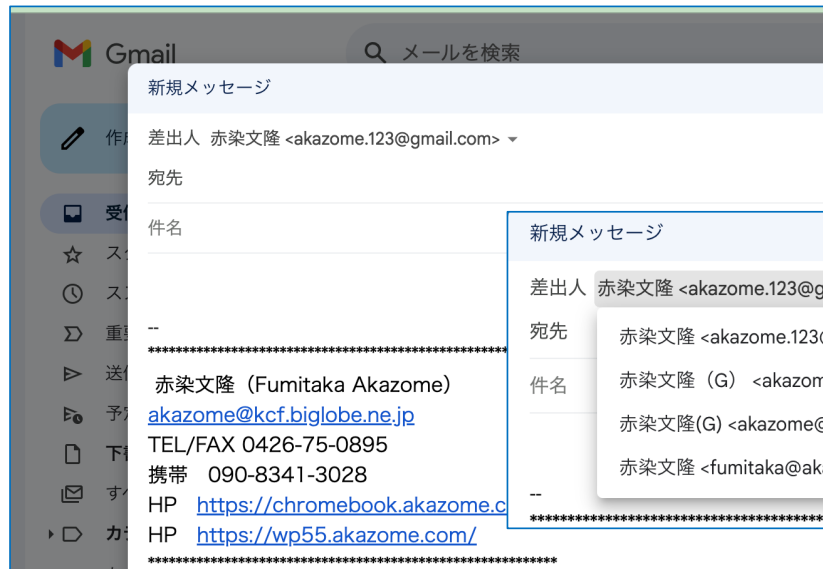 Gmail
メールを検索
新規メッセージ
差出人 赤染文隆 <akazome.123@gmail.com>
宛先
件名
--
赤染文隆（Fumitaka Akazome）
akazome@kcf.biglobe.ne.jp
TEL/FAX 0426-75-0895
携帯 090-8341-3028
HP https://chromebook.akazome.c
HP https://wp55.akazome.com/
新規メッセージ
差出人 赤染文隆 <akazome.123@g
宛先
赤染文隆 <akazome.123@
件名
赤染文隆（G） <akazom
赤染文隆(G) <akazome@
赤染文隆 <fumitaka@aka
--